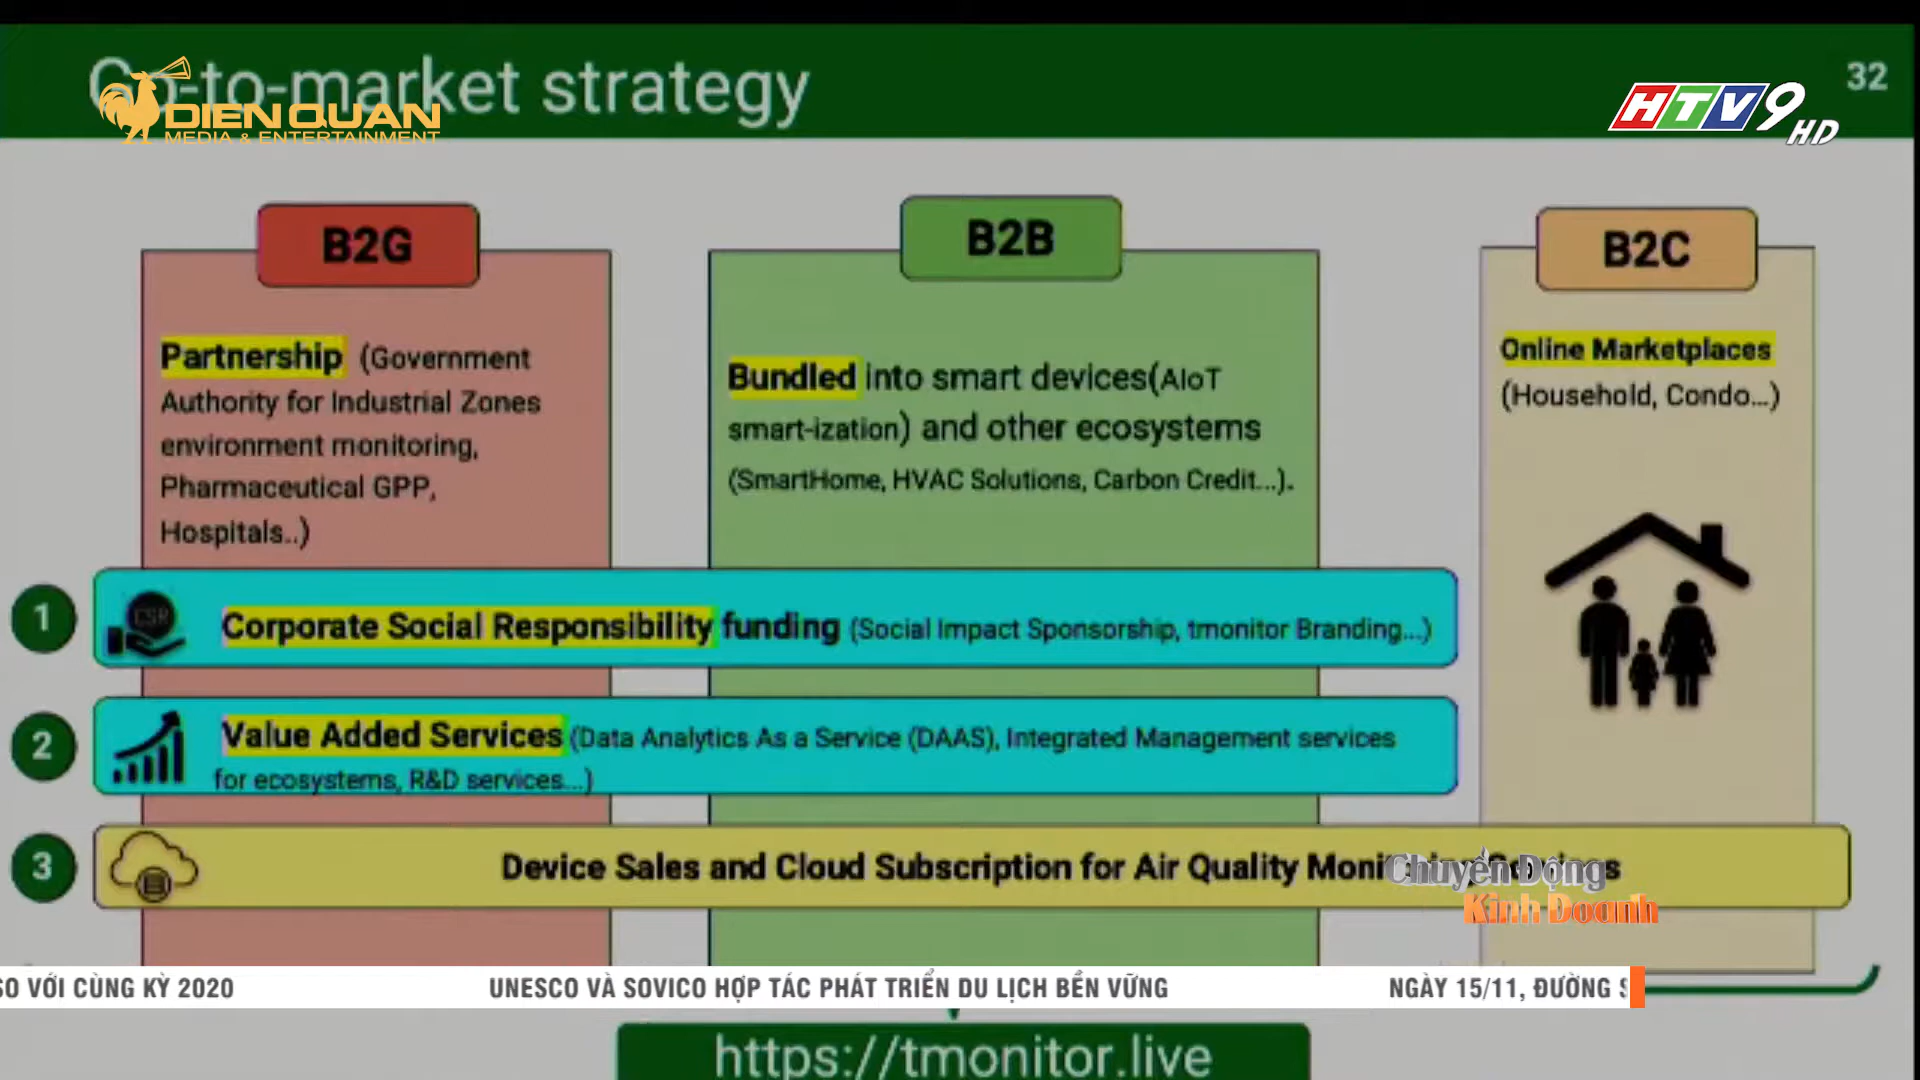 Go-to-market strategy
32
DIEN QUAN
MEDIA & ENTERTAINMENT
HTV9
HD
B2G
B2B
B2C
Partnership (Government
Authority for Industrial Zones
environment monitoring,
Pharmaceutical GPP,
Hospitals..)
Bundled into smart devices(AIoT
smart-ization) and other ecosystems
(SmartHome, HVAC Solutions, Carbon Credit...).
Online Marketplaces
(Household, Condo...)
1
CSR
Corporate Social Responsibility funding (Social Impact Sponsorship, tmonitor Branding...)
2
Value Added Services (Data Analytics As a Service (DAAS), Integrated Management services
for ecosystems, R&D services...)
3
Device Sales and Cloud Subscription for Air Quality
Chuyển Động
Kinh Doanh
SO VỚI CÙNG KỲ 2020 UNESCO VÀ SOVICO HỢP TÁC PHÁT TRIỂN DU LỊCH BỀN VỮNG NGÀY 15/11, ĐƯỜNG
https://tmonitor.live